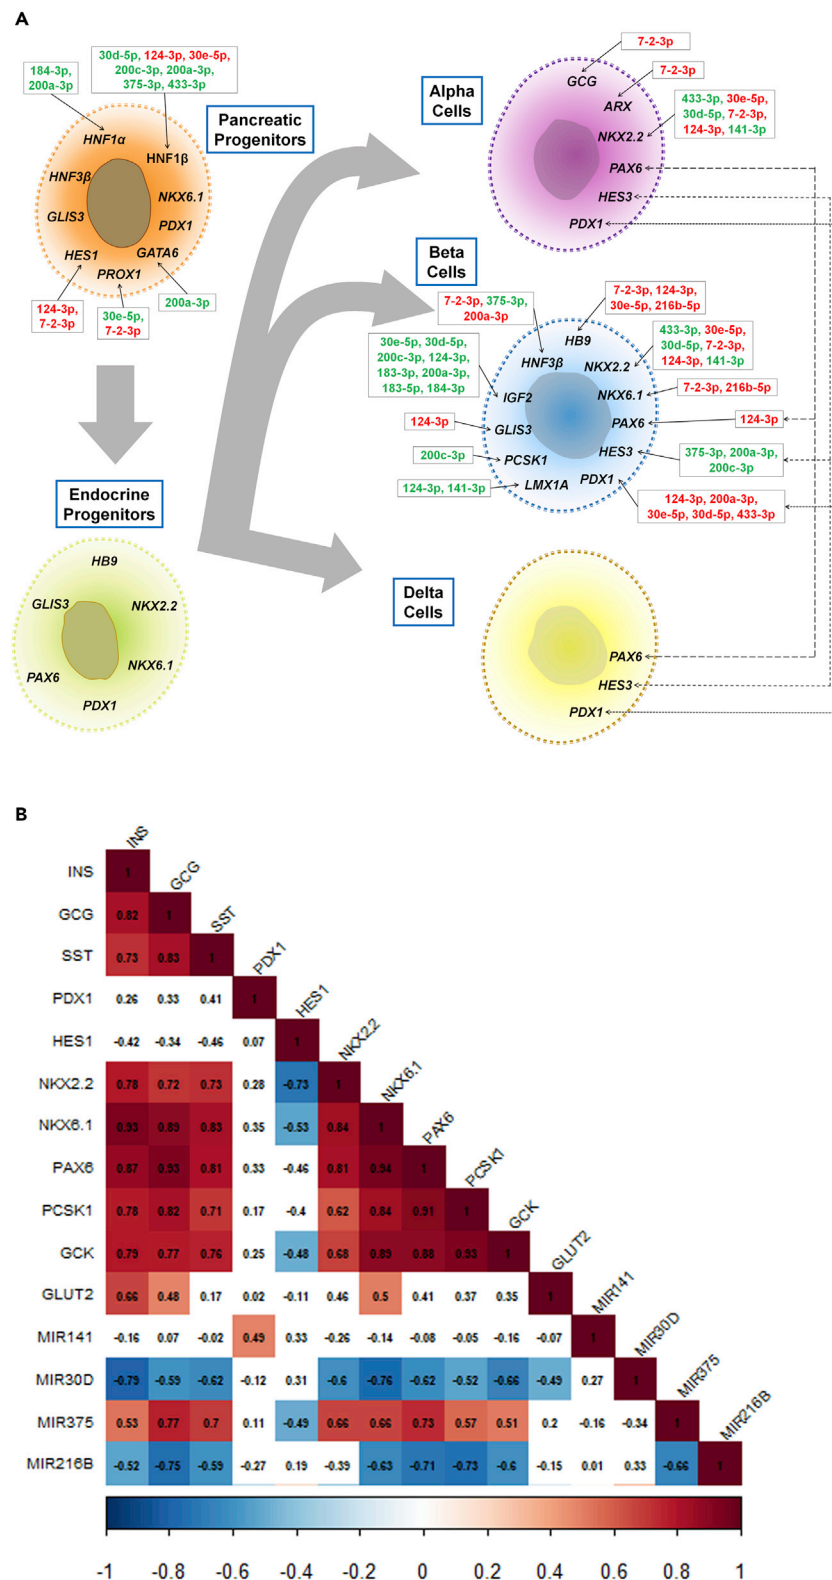 A
184-3p,
200a-3p
30d-5p, 124-3p, 30e-5p,
200c-3p, 200a-3p,
375-3p, 433-3p
Pancreatic
Progenitors
HNF1α
HNF1β
HNF3β
NKX6.1
GLIS3
PDX1
HES1
GATA6
PROX1
124-3p,
7-2-3p
30e-5p,
7-2-3p
200a-3p
Endocrine
Progenitors
HB9
GLIS3
NKX2.2
NKX6.1
PAX6
PDX1
Alpha
Cells
7-2-3p
GCG
7-2-3p
ARX
433-3p, 30e-5p,
30d-5p, 7-2-3p,
124-3p, 141-3p
NKX2.2
PAX6
HES3
PDX1
Beta
Cells
7-2-3p, 375-3p,
200a-3p
7-2-3p, 124-3p,
30e-5p, 216b-5p
30e-5p, 30d-5p,
200c-3p, 124-3p,
183-3p, 200a-3p,
183-5p, 184-3p
433-3p, 30e-5p,
30d-5p, 7-2-3p,
124-3p, 141-3p
HB9
HNF3β
NKX2.2
IGF2
NKX6.1
7-2-3p, 216b-5p
124-3p
GLIS3
PAX6
124-3p
200c-3p
PCSK1
HES3
375-3p, 200a-3p,
200c-3p
124-3p, 141-3p
LMX1A
PDX1
124-3p, 200a-3p,
30e-5p, 30d-5p, 433-3p
Delta
Cells
PAX6
HES3
PDX1
B
INS
GCG
SST
PDX1
HES1
NKX2.2
NKX6.1
PAX6
PCSK1
GCK
GLUT2
MIR141
MIR30D
MIR375
MIR216B
INS 1
GCG 0.82 1
SST 0.73 0.83 1
PDX1 0.26 0.33 0.41 1
HES1 -0.42 -0.34 -0.46 0.07 1
NKX2.2 0.78 0.72 0.73 0.28 -0.73 1
NKX6.1 0.93 0.89 0.83 0.35 -0.53 0.84 1
PAX6 0.87 0.93 0.81 0.33 -0.46 0.81 0.94 1
PCSK1 0.78 0.82 0.71 0.17 -0.4 0.62 0.84 0.91 1
GCK 0.79 0.77 0.76 0.25 -0.48 0.68 0.89 0.88 0.93 1
GLUT2 0.66 0.48 0.17 0.02 -0.11 0.46 0.5 0.41 0.37 0.35 1
MIR141 -0.16 0.07 -0.02 0.49 0.33 -0.26 -0.14 -0.08 -0.05 -0.16 -0.07 1
MIR30D -0.79 -0.59 -0.62 -0.12 0.31 -0.6 -0.76 -0.62 -0.52 -0.66 -0.49 0.27 1
MIR375 0.53 0.77 0.7 0.11 -0.49 0.66 0.66 0.73 0.57 0.51 0.2 -0.16 -0.34 1
MIR216B -0.52 -0.75 -0.59 -0.27 0.19 -0.39 -0.63 -0.71 -0.73 -0.6 -0.15 0.01 0.33 -0.66 1
-1 -0.8 -0.6 -0.4 -0.2 0 0.2 0.4 0.6 0.8 1